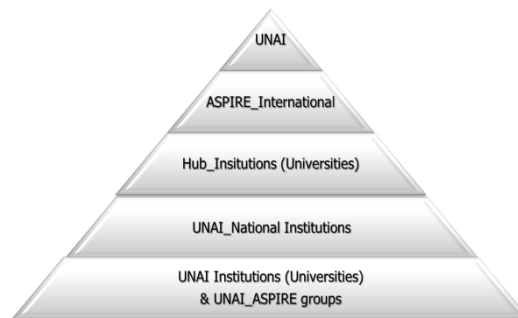 UNAI
ASPIRE_International
Hub_Insitutions (Universities)
UNAI_National Institutions
UNAI Institutions (Universities)
& UNAI_ASPIRE groups